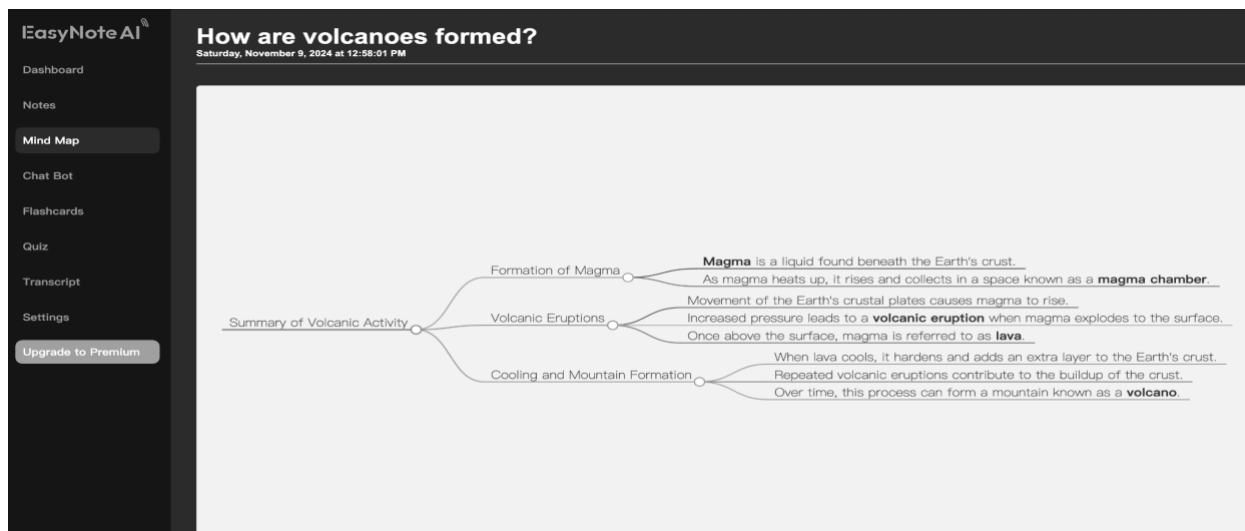 EasyNote AI
How are volcanoes formed?
Saturday, November 9, 2024 at 12:58:01 PM
Dashboard
Notes
Mind Map
Chat Bot
Flashcards
Quiz
Transcript
Settings
Upgrade to Premium
Summary of Volcanic Activity
Formation of Magma
Magma is a liquid found beneath the Earth's crust.
As magma heats up, it rises and collects in a space known as a magma chamber.
Volcanic Eruptions
Movement of the Earth's crustal plates causes magma to rise.
Increased pressure leads to a volcanic eruption when magma explodes to the surface.
Once above the surface, magma is referred to as lava.
Cooling and Mountain Formation
When lava cools, it hardens and adds an extra layer to the Earth's crust.
Repeated volcanic eruptions contribute to the buildup of the crust.
Over time, this process can form a mountain known as a volcano.